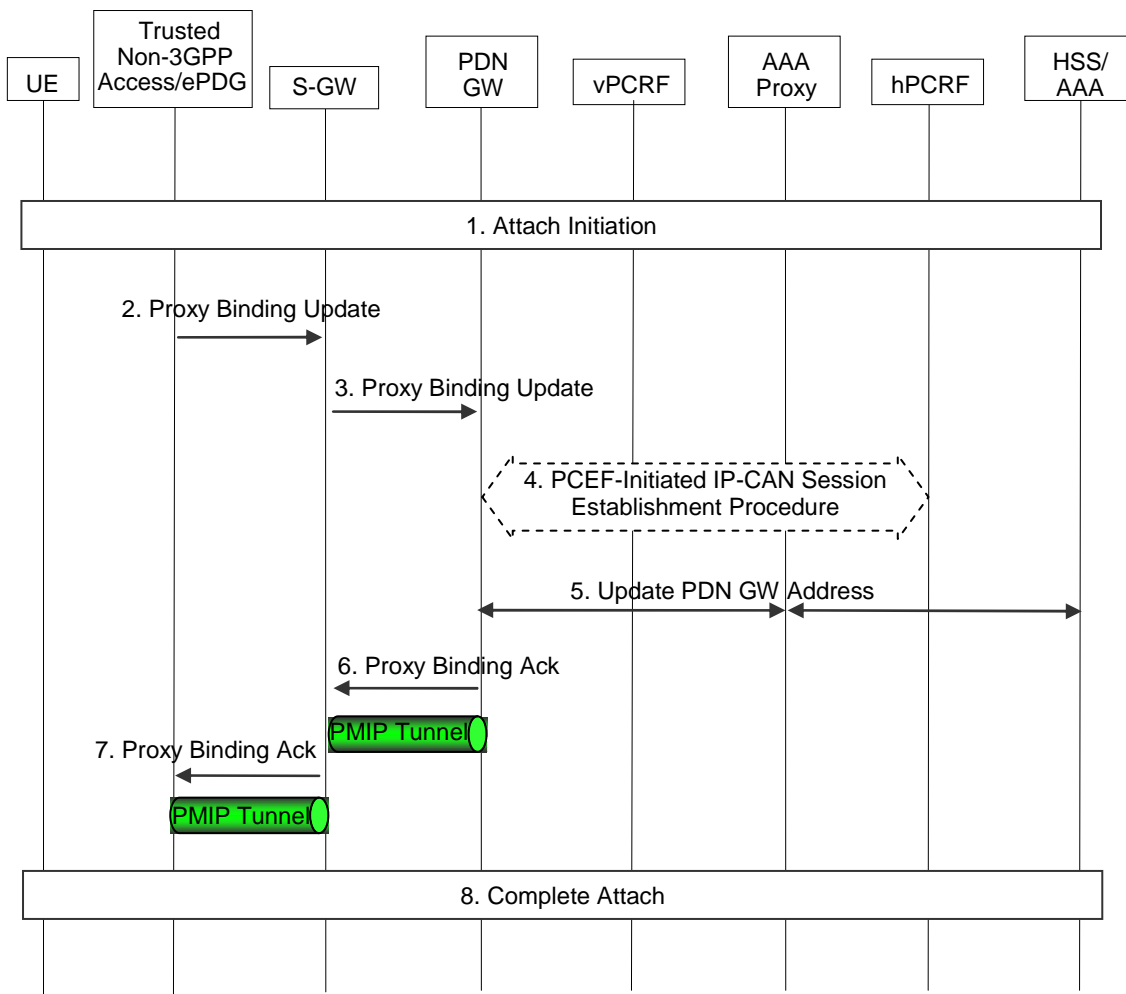 UE
Trusted
Non-3GPP
Access/ePDG
S-GW
PDN
GW
vPCRF
AAA
Proxy
hPCRF
HSS/
AAA
1. Attach Initiation
2. Proxy Binding Update
3. Proxy Binding Update
4. PCEF-Initiated IP-CAN Session
Establishment Procedure
5. Update PDN GW Address
6. Proxy Binding Ack
PMIP Tunnel
7. Proxy Binding Ack
PMIP Tunnel
8. Complete Attach